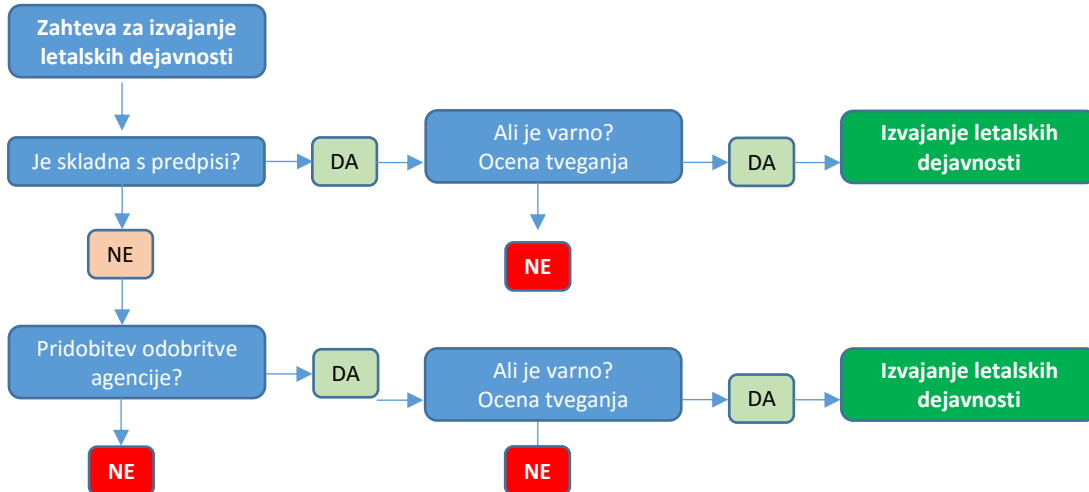 Zahteva za izvajanje
letalskih dejavnosti
Je skladna s predpisi?
DA
Ali je varno?
Ocena tveganja
DA
Izvajanje letalskih
dejavnosti
NE
NE
Pridobitev odobritve
agencije?
DA
Ali je varno?
Ocena tveganja
DA
Izvajanje letalskih
dejavnosti
NE
NE